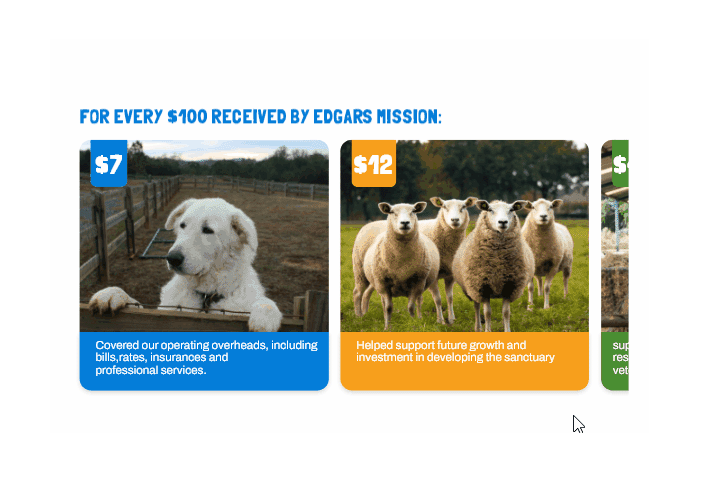 FOR EVERY $100 RECEIVED BY EDGARS MISSION:
$7
Covered our operating overheads, including
bills,rates, insurances and
professional services.
$12
Helped support future growth and
investment in developing the sanctuary